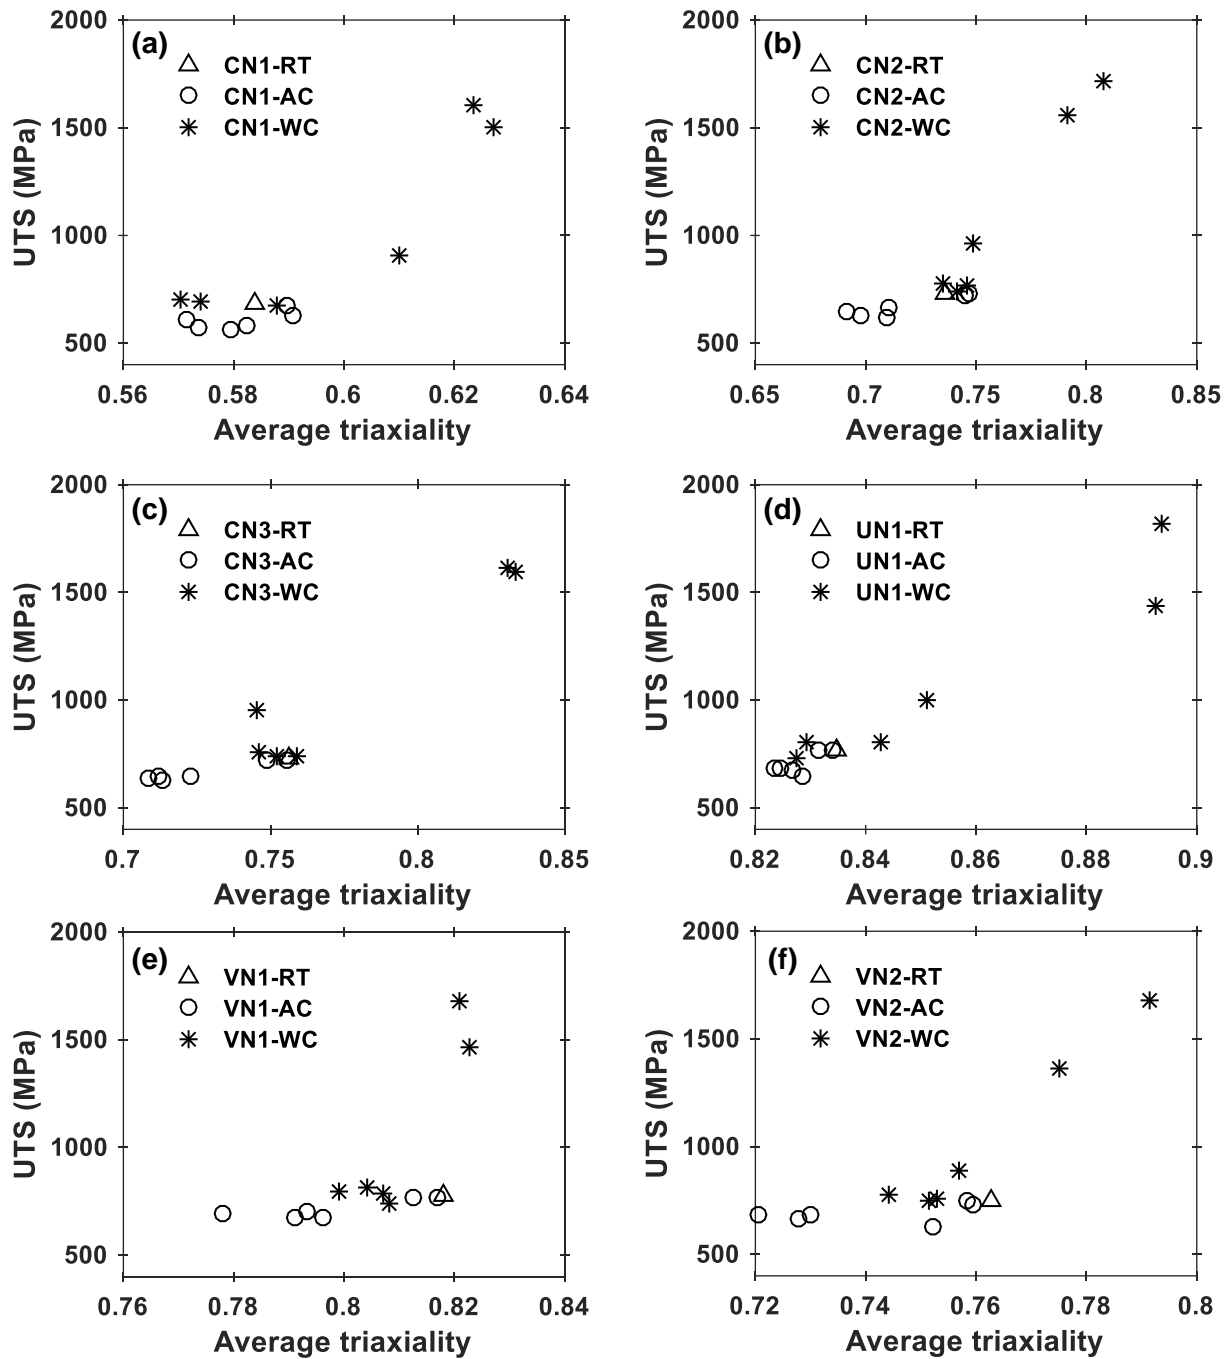 (a)
CN1-RT
CN1-AC
CN1-WC
2000
1500
1000
500
UTS (MPa)
0.56 0.58 0.6 0.62 0.64
Average triaxiality
(b)
CN2-RT
CN2-AC
CN2-WC
2000
1500
1000
500
UTS (MPa)
0.65 0.7 0.75 0.8 0.85
Average triaxiality
(c)
CN3-RT
CN3-AC
CN3-WC
2000
1500
1000
500
UTS (MPa)
0.7 0.75 0.8 0.85
Average triaxiality
(d)
UN1-RT
UN1-AC
UN1-WC
2000
1500
1000
500
UTS (MPa)
0.82 0.84 0.86 0.88 0.9
Average triaxiality
(e)
VN1-RT
VN1-AC
VN1-WC
2000
1500
1000
500
UTS (MPa)
0.76 0.78 0.8 0.82 0.84
Average triaxiality
(f)
VN2-RT
VN2-AC
VN2-WC
2000
1500
1000
500
UTS (MPa)
0.72 0.74 0.76 0.78 0.8
Average triaxiality